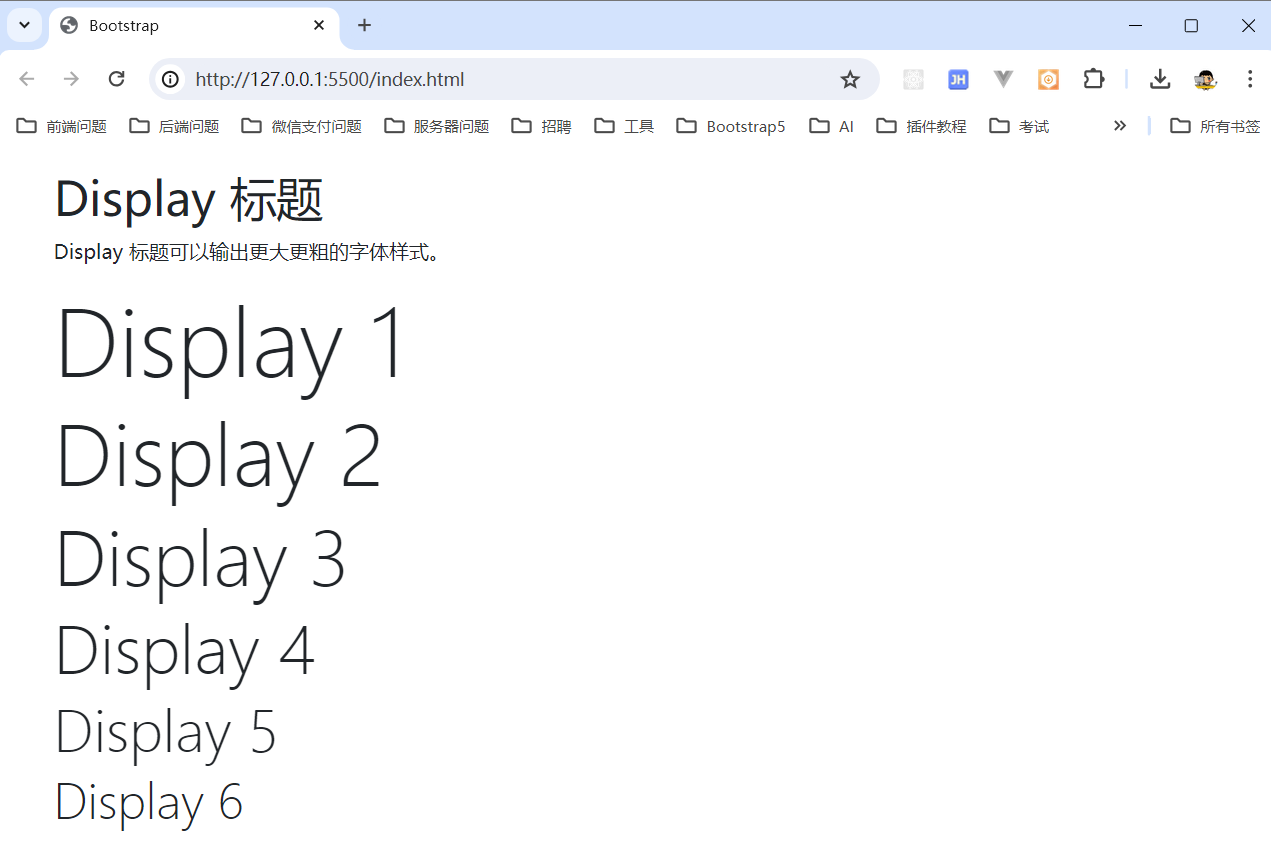 Bootstrap
http://127.0.0.1:5500/index.html
JH
前端问题 后端问题 微信支付问题 服务器问题 招聘 工具 Bootstrap5 AI 插件教程 考试 所有书签
Display 标题
Display 标题可以输出更大更粗的字体样式。
Display 1
Display 2
Display 3
Display 4
Display 5
Display 6